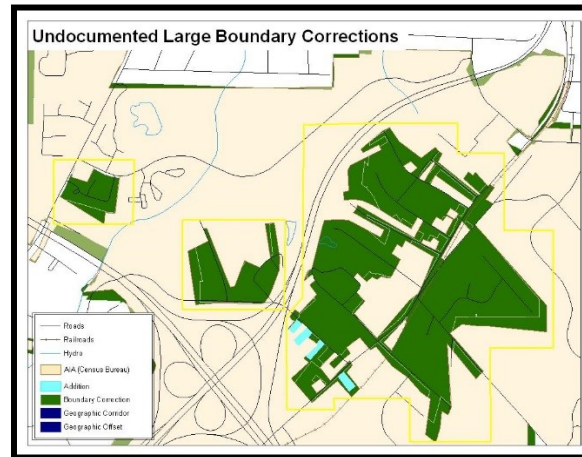 Undocumented Large Boundary Corrections
Roads
Railroads
Hydro
AIA (Census Bureau)
Addition
Boundary Correction
Geographic Corridor
Geographic Offset